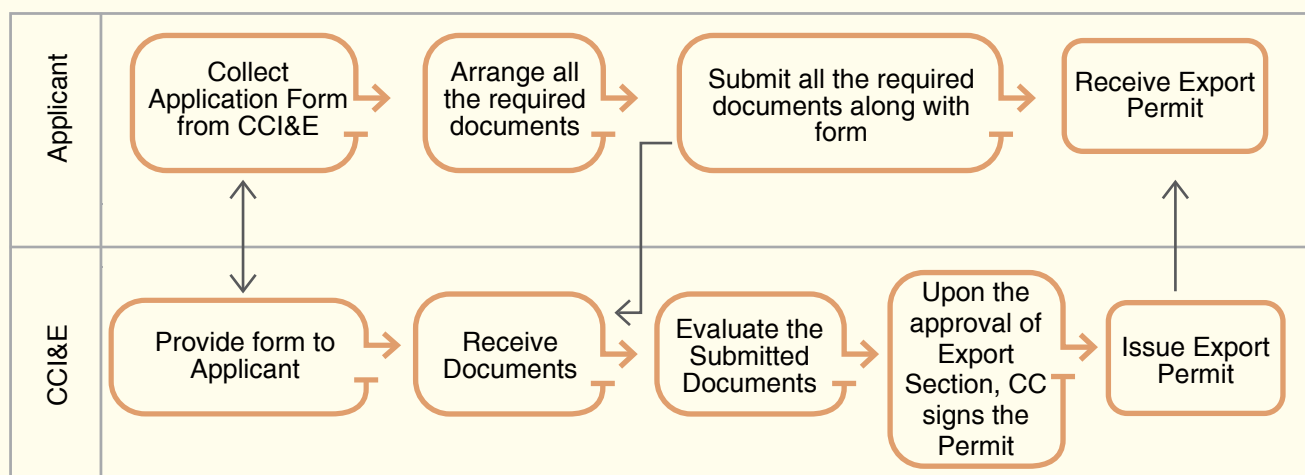 Applicant
Collect
Application Form
from CCI&E
Arrange all
the required
documents
Submit all the required
documents along with
form
Receive Export
Permit
CCI&E
Provide form to
Applicant
Receive
Documents
Evaluate the
Submitted
Documents
Upon the
approval of
Export
Section, CC
signs the
Permit
Issue Export
Permit